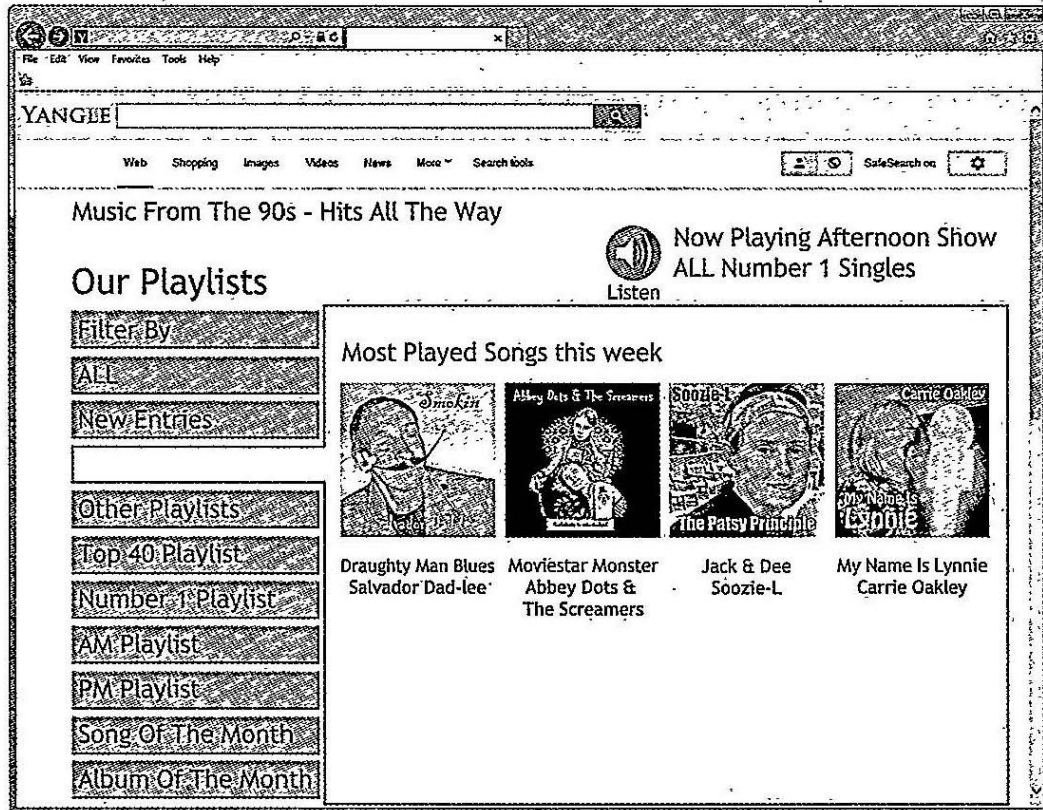 File Edit View Favorites Tools Help
YANGLE
Web Shopping Images Videos News More Search tools SafeSearch on
Music From The 90s - Hits All The Way
Now Playing Afternoon Show
ALL Number 1 Singles
Listen
Our Playlists
Filter By
ALL
New Entries
Other Playlists
Top 40 Playlist
Number 1 Playlist
AM Playlist
PM Playlist
Song Of The Month
Album Of The Month
Most Played Songs this week
Smokin
Abbey Dots & The Screamers
Soozie-L
The Patsy Principle
Carrie Oakley
My Name Is
Lynnie
Draughty Man Blues
Salvador Dad-lee
Moviestar Monster
Abbey Dots &
The Screamers
Jack & Dee
Soozie-L
My Name Is Lynnie
Carrie Oakley